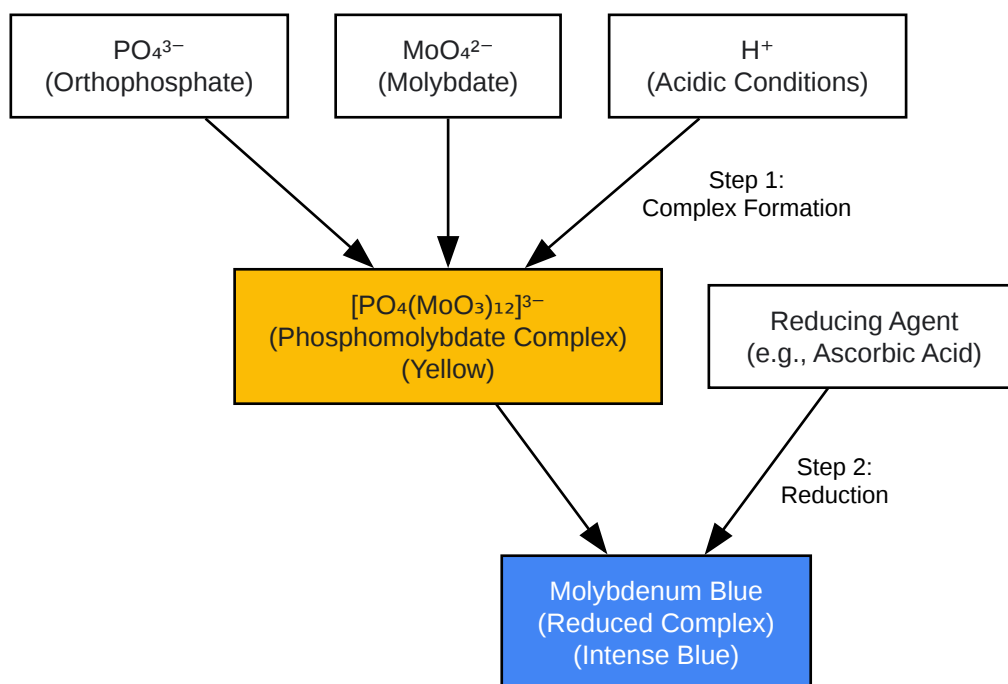 PO₄³⁻
(Orthophosphate)
MoO₄²⁻
(Molybdate)
H⁺
(Acidic Conditions)
Step 1:
Complex Formation
[PO₄(MoO₃)₁₂]³⁻
(Phosphomolybdate Complex)
(Yellow)
Reducing Agent
(e.g., Ascorbic Acid)
Step 2:
Reduction
Molybdenum Blue
(Reduced Complex)
(Intense Blue)